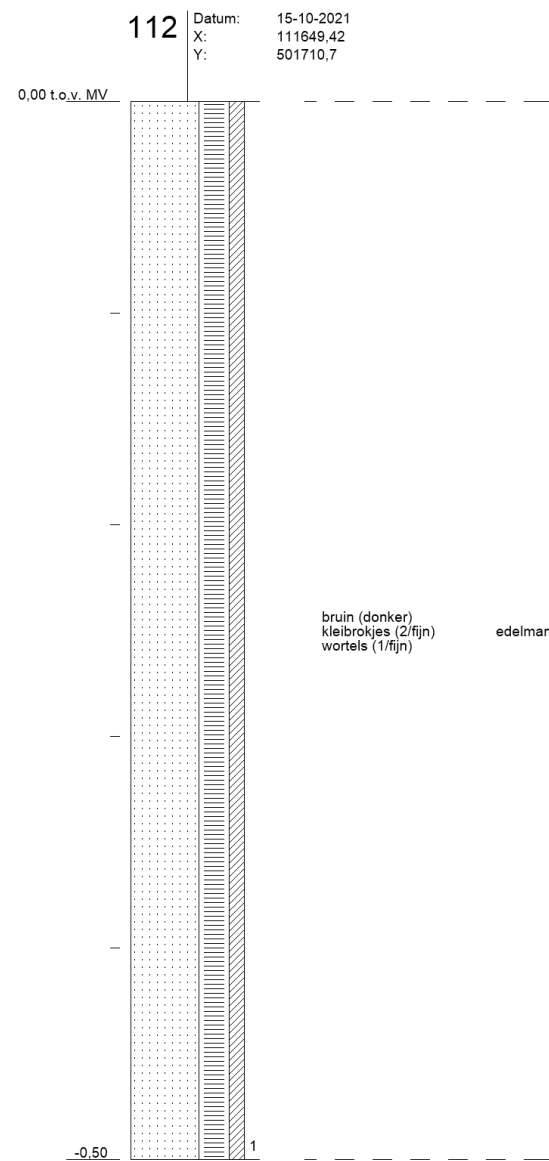 112
Datum: 15-10-2021
X: 111649,42
Y: 501710,7
0,00 t.o.v. MV
bruin (donker)
kleibrokjes (2/fijn) edelman
wortels (1/fijn)
1
-0,50